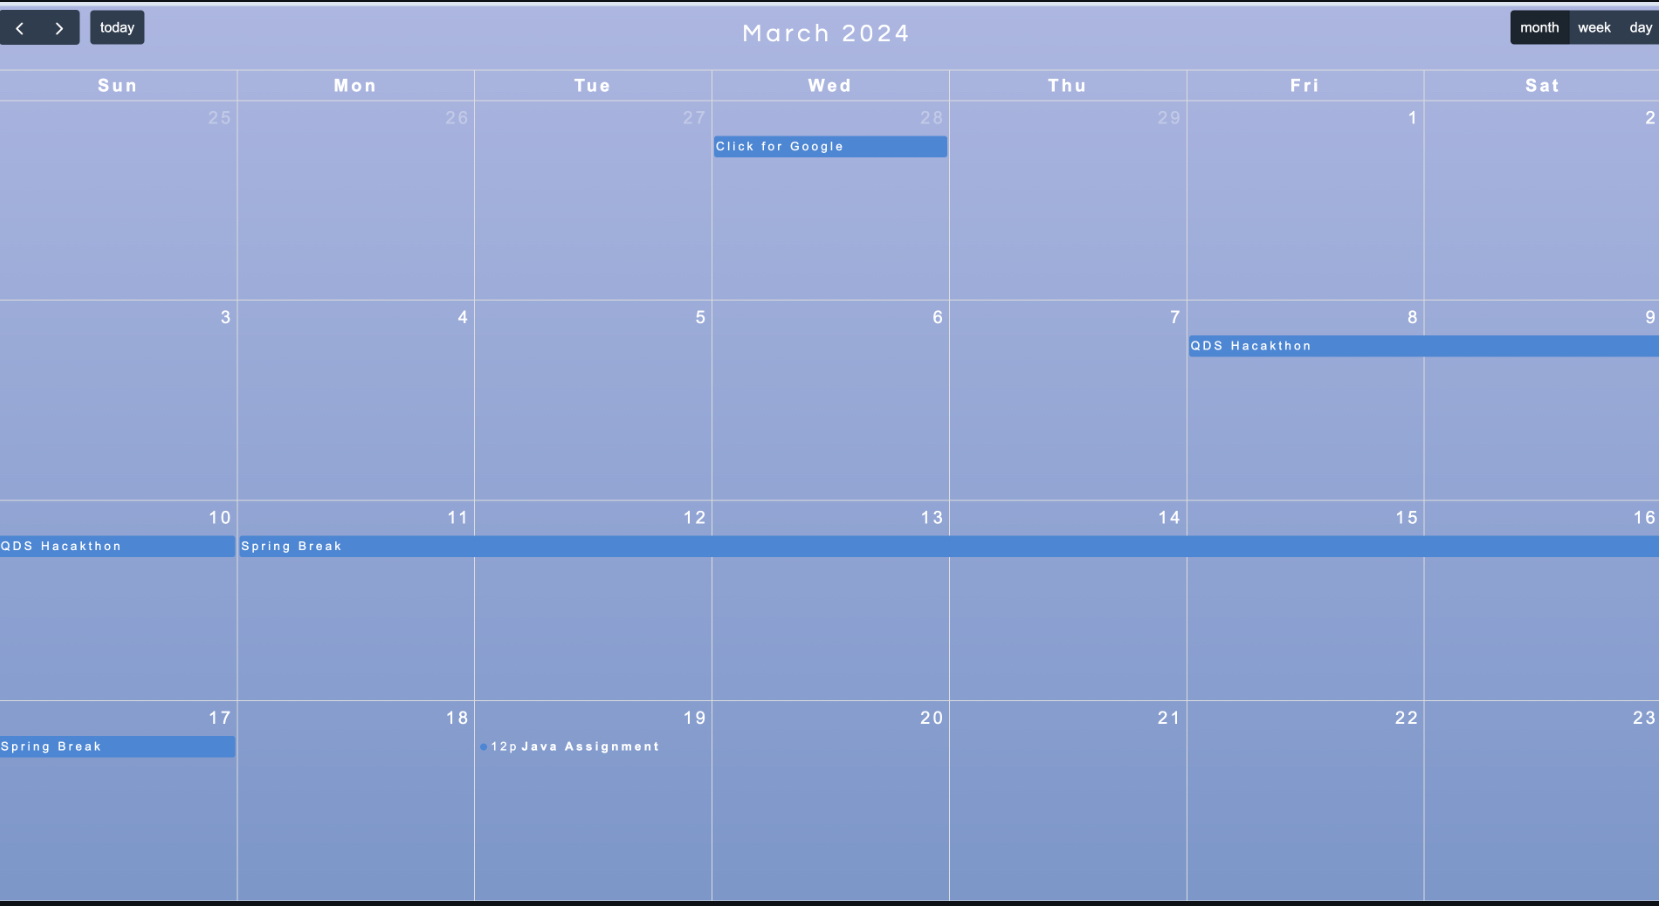 today
March 2024
month week day
Sun Mon Tue Wed Thu Fri Sat
25 26 27 28 29 1 2
Click for Google
3 4 5 6 7 8 9
QDS Hacakthon
10 11 12 13 14 15 16
QDS Hacakthon Spring Break
17 18 19 20 21 22 23
Spring Break 12p Java Assignment